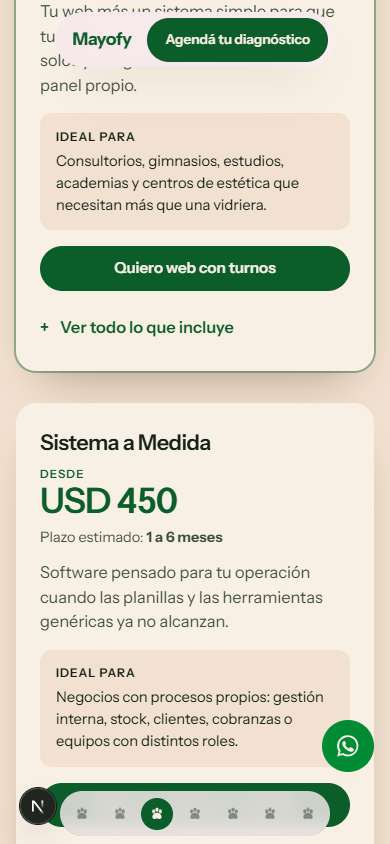 Tu web más un sistema simple para que
tu
Mayofy
Agendá tu diagnóstico
panel propio.
IDEAL PARA
Consultorios, gimnasios, estudios,
academias y centros de estética que
necesitan más que una vidriera.
Quiero web con turnos
+ Ver todo lo que incluye
Sistema a Medida
DESDE
USD 450
Plazo estimado: 1 a 6 meses
Software pensado para tu operación
cuando las planillas y las herramientas
genéricas ya no alcanzan.
IDEAL PARA
Negocios con procesos propios: gestión
interna, stock, clientes, cobranzas o
equipos con distintos roles.
N